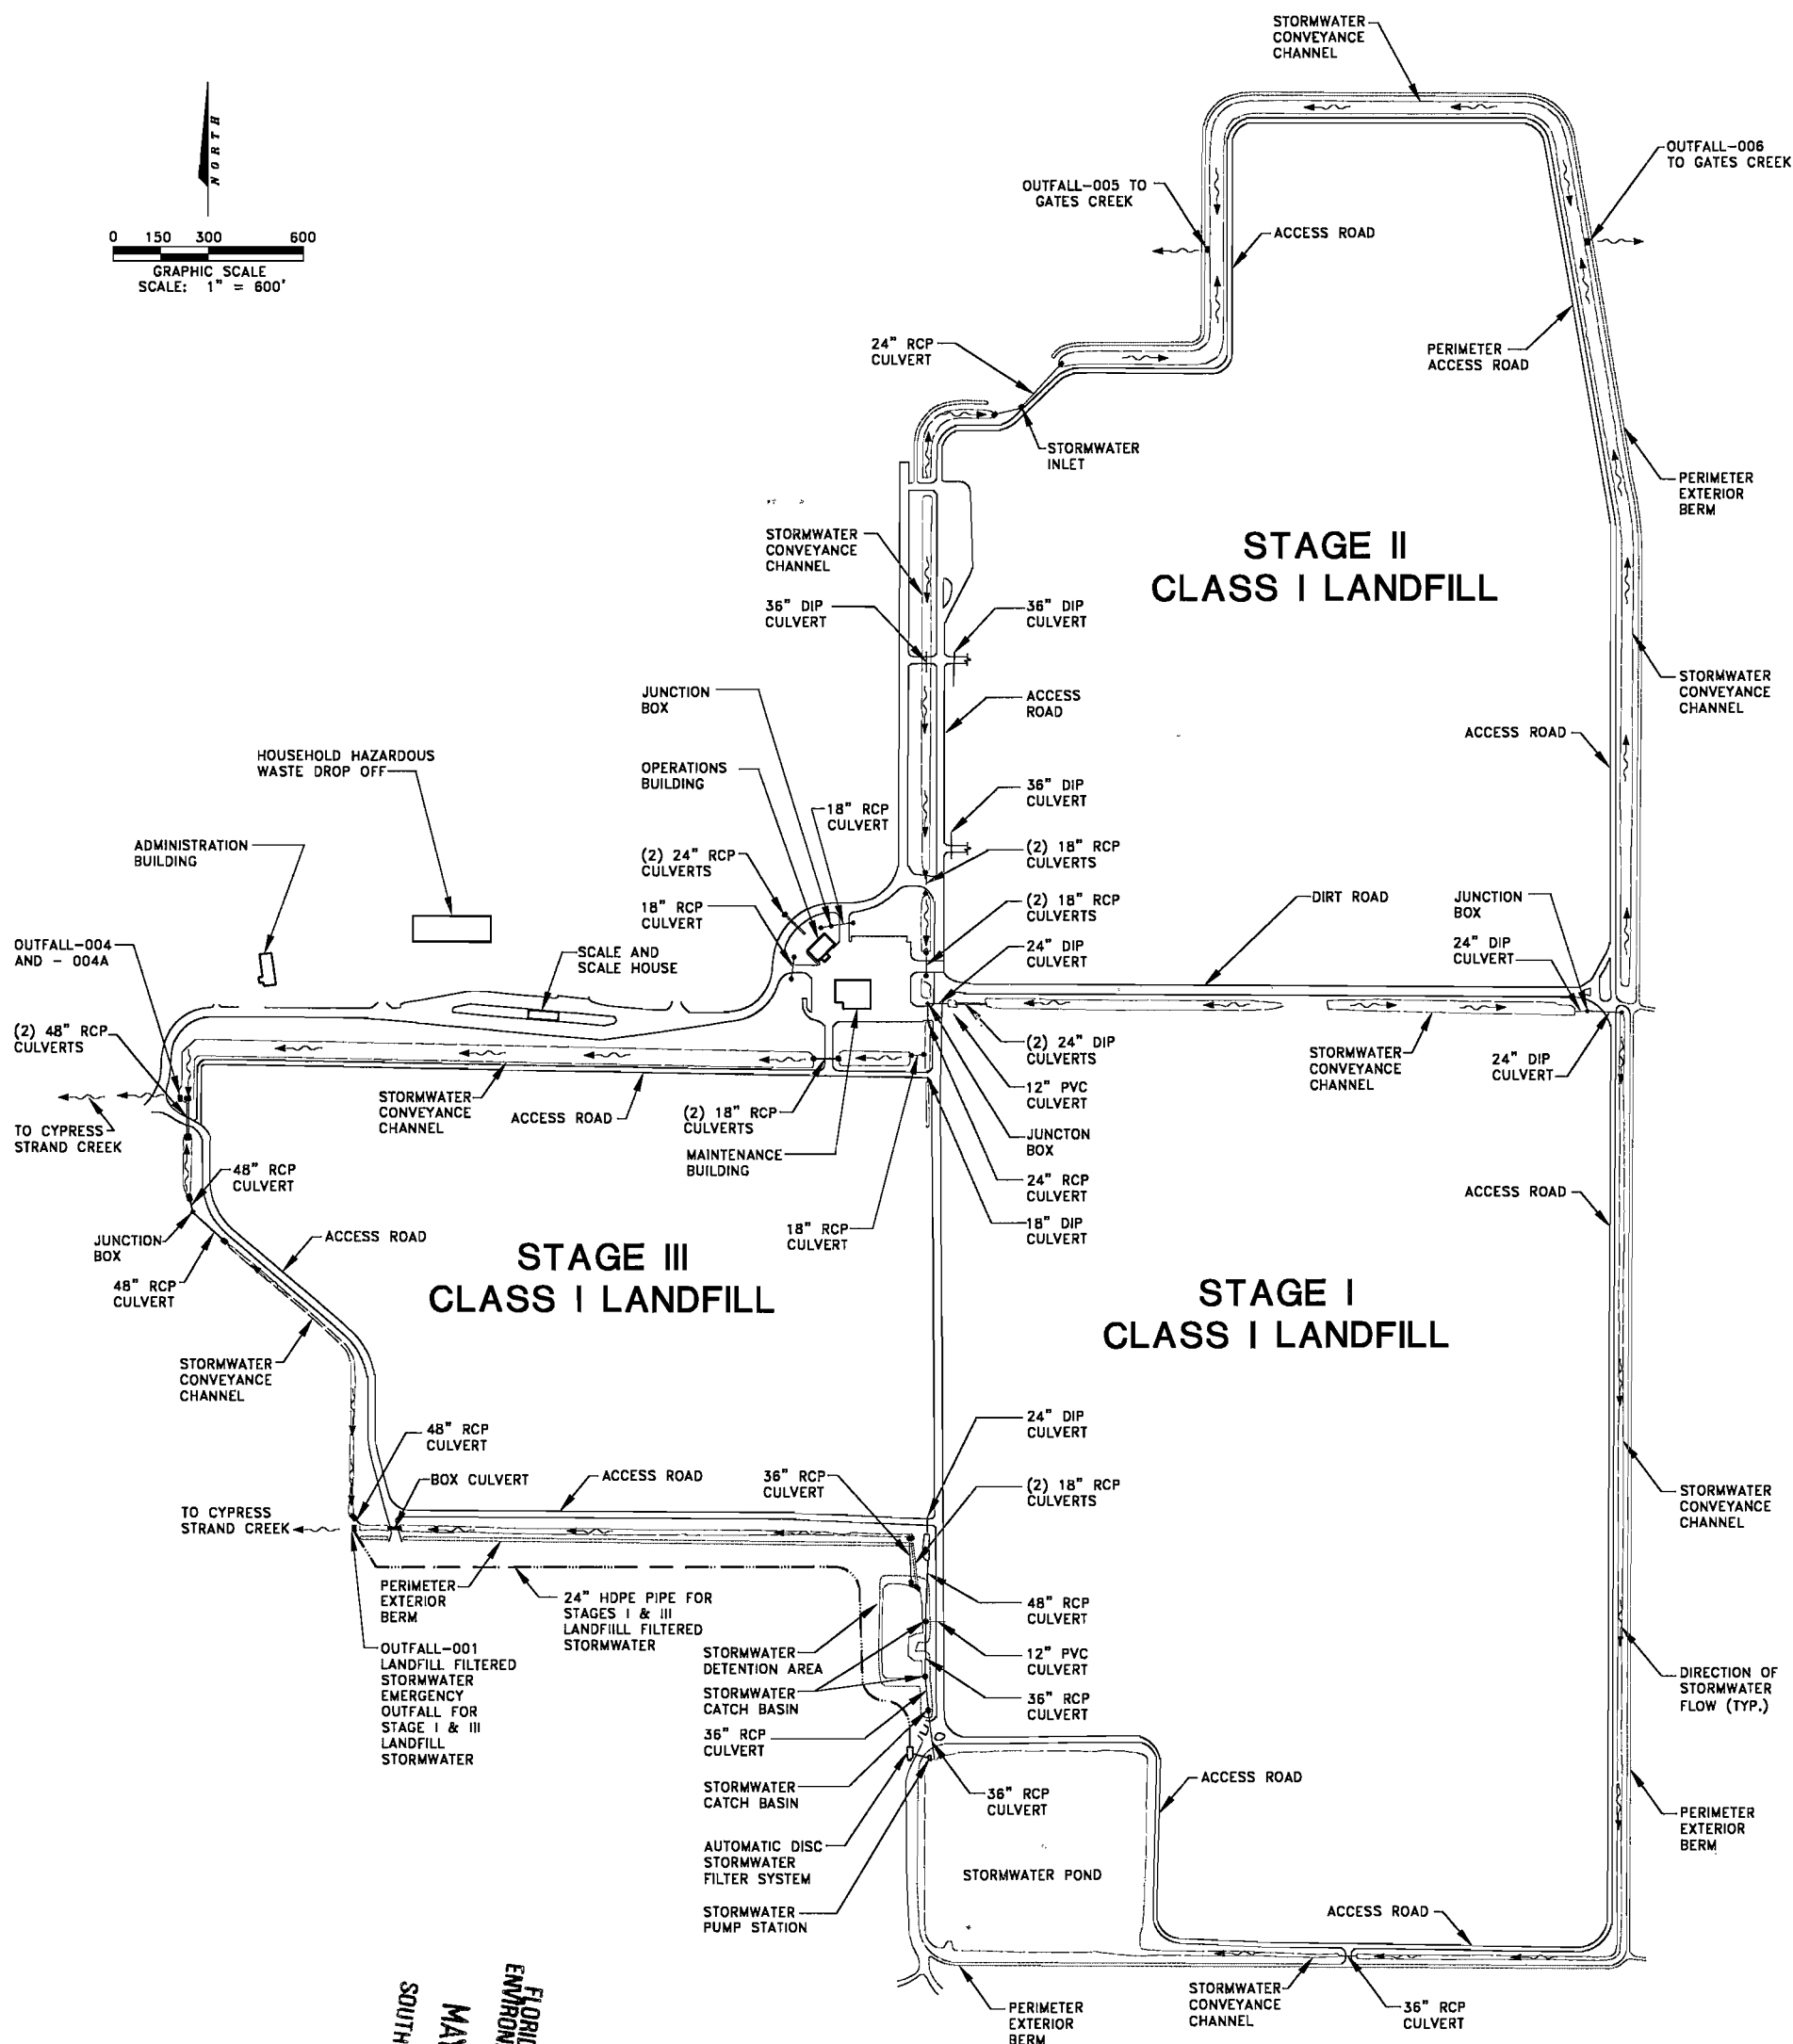 STORMWATER
CONVEYANCE
CHANNEL
NORTH
OUTFALL-006
TO GATES CREEK
OUTFALL-005 TO
GATES CREEK
0 150 300 600
GRAPHIC SCALE
SCALE: 1" = 600'
ACCESS ROAD
24" RCP
CULVERT
PERIMETER
ACCESS ROAD
STORMWATER
INLET
PERIMETER
EXTERIOR
BERM
STORMWATER
CONVEYANCE
CHANNEL
STAGE II
CLASS I LANDFILL
36" DIP
CULVERT
36" DIP
CULVERT
JUNCTION
BOX
ACCESS
ROAD
STORMWATER
CONVEYANCE
CHANNEL
ACCESS ROAD
HOUSEHOLD HAZARDOUS
WASTE DROP OFF
OPERATIONS
BUILDING
36" DIP
CULVERT
18" RCP
CULVERT
ADMINISTRATION
BUILDING
(2) 24" RCP
CULVERTS
(2) 18" RCP
CULVERTS
18" RCP
CULVERT
(2) 18" RCP
CULVERTS
DIRT ROAD
JUNCTION
BOX
OUTFALL-004
AND - 004A
SCALE AND
SCALE HOUSE
24" DIP
CULVERT
24" DIP
CULVERT
(2) 48" RCP
CULVERTS
(2) 24" DIP
CULVERTS
STORMWATER
CONVEYANCE
CHANNEL
24" DIP
CULVERT
12" PVC
CULVERT
STORMWATER
CONVEYANCE
CHANNEL
ACCESS ROAD
(2) 18" RCP
CULVERTS
TO CYPRESS
STRAND CREEK
JUNCTON
BOX
MAINTENANCE
BUILDING
48" RCP
CULVERT
24" RCP
CULVERT
ACCESS ROAD
18" RCP
CULVERT
18" DIP
CULVERT
JUNCTION
BOX
ACCESS ROAD
48" RCP
CULVERT
STAGE III
CLASS I LANDFILL
STAGE I
CLASS I LANDFILL
STORMWATER
CONVEYANCE
CHANNEL
24" DIP
CULVERT
48" RCP
CULVERT
BOX CULVERT
ACCESS ROAD
36" RCP
CULVERT
(2) 18" RCP
CULVERTS
STORMWATER
CONVEYANCE
CHANNEL
TO CYPRESS
STRAND CREEK
PERIMETER
EXTERIOR
BERM
24" HDPE PIPE FOR
STAGES I & III
LANDFIILL FILTERED
STORMWATER
48" RCP
CULVERT
OUTFALL-001
LANDFILL FILTERED
STORMWATER
EMERGENCY
OUTFALL FOR
STAGE I & III
LANDFILL
STORMWATER
STORMWATER
DETENTION AREA
12" PVC
CULVERT
STORMWATER
CATCH BASIN
36" RCP
CULVERT
DIRECTION OF
STORMWATER
FLOW (TYP.)
36" RCP
CULVERT
STORMWATER
CATCH BASIN
36" RCP
CULVERT
ACCESS ROAD
PERIMETER
EXTERIOR
BERM
AUTOMATIC DISC
STORMWATER
FILTER SYSTEM
STORMWATER POND
STORMWATER
PUMP STATION
ACCESS ROAD
STORMWATER
CONVEYANCE
CHANNEL
36" RCP
CULVERT
PERIMETER
EXTERIOR
BERM